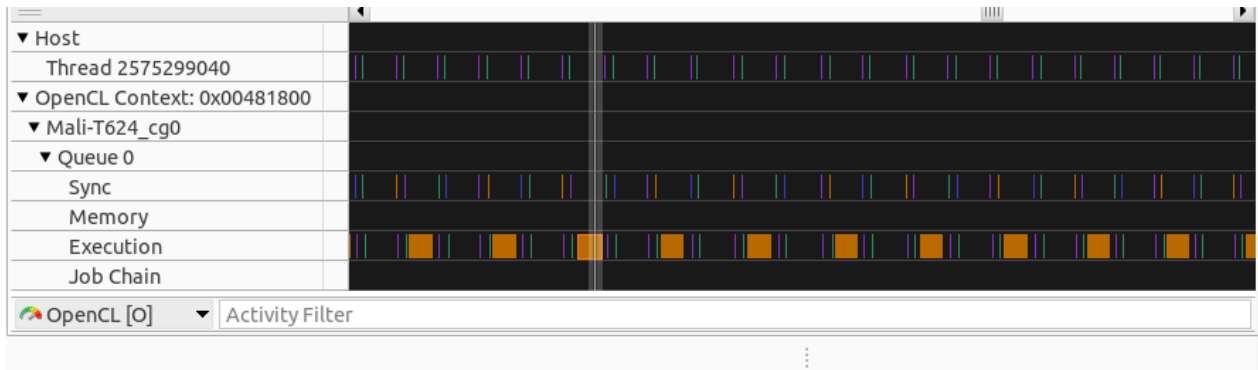 Host
Thread 2575299040
OpenCL Context: 0x00481800
Mali-T624_cg0
Queue 0
Sync
Memory
Execution
Job Chain
OpenCL [O] Activity Filter